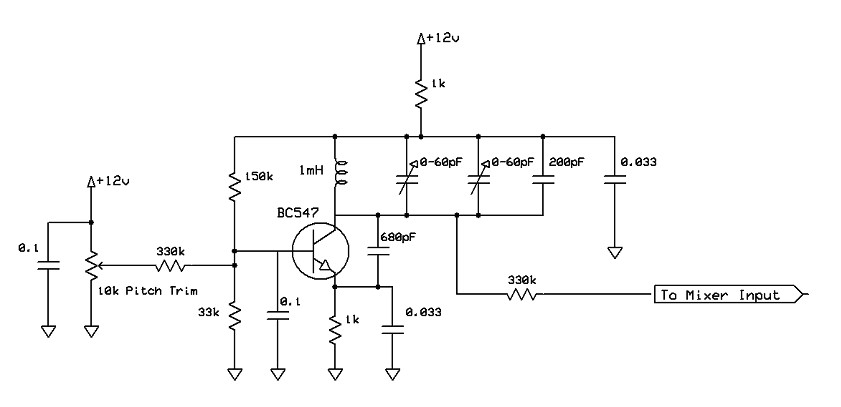 +12v
1k
150k
1mH
0-60pF
0-60pF
200pF
0.033
+12v
BC547
0.1
330k
680pF
10k Pitch Trim
330k
To Mixer Input
33k
0.1
1k
0.033